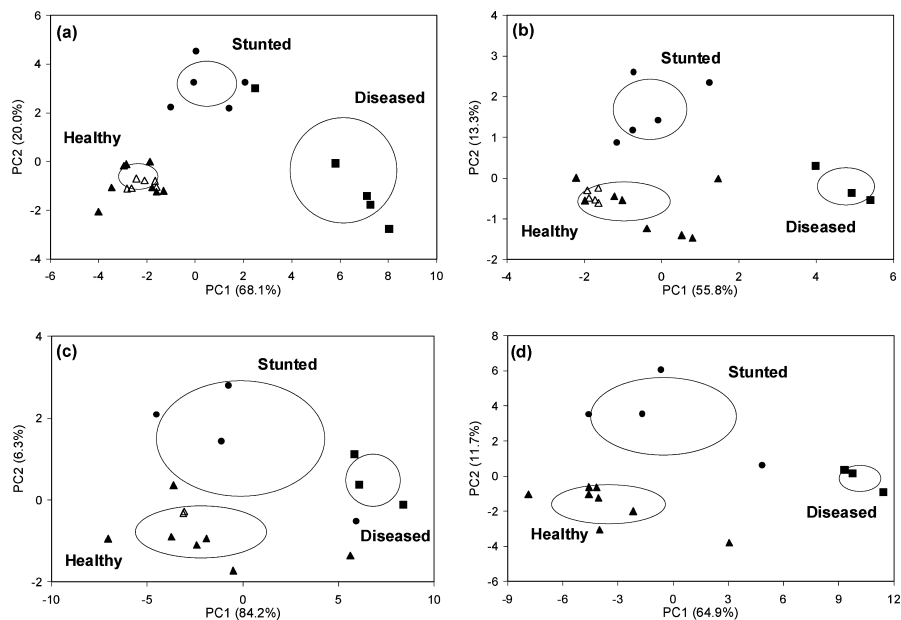 (a)
Stunted
Diseased
Healthy
PC2 (20.0%)
6
4
2
0
-2
-4
-4 -2 0 2 4 6 8 10
PC1 (68.1%)
(b)
Stunted
Healthy
Diseased
PC2 (13.3%)
4
3
2
1
0
-1
-2
-4 -2 0 2 4 6
PC1 (55.8%)
(c)
Stunted
Healthy
Diseased
PC2 (6.3%)
4
2
0
-2
-10 -5 0 5 10
PC1 (84.2%)
(d)
Stunted
Healthy
Diseased
PC2 (11.7%)
8
6
4
2
0
-2
-4
-6
-9 -6 -3 0 3 6 9 12
PC1 (64.9%)